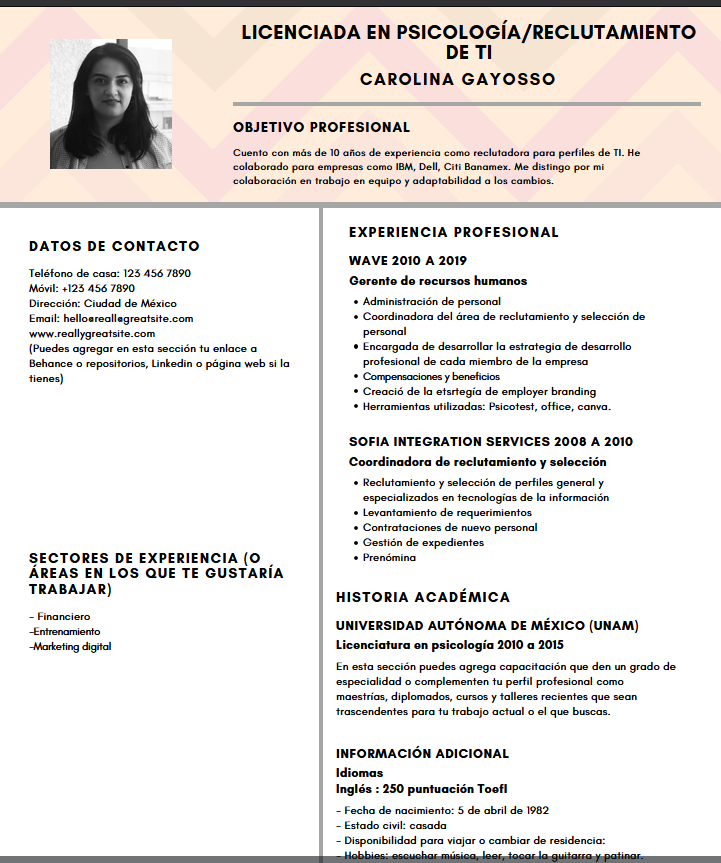 LICENCIADA EN PSICOLOGÍA/RECLUTAMIENTO
DE TI
CAROLINA GAYOSSO
OBJETIVO PROFESIONAL
Cuento con más de 10 años de experiencia como reclutadora para perfiles de TI. He
colaborado para empresas como IBM, Dell, Citi Banamex. Me distingo por mi
colaboración en trabajo en equipo y adaptabilidad a los cambios.
DATOS DE CONTACTO
Teléfono de casa: 123 456 7890
Móvil: +123 456 7890
Dirección: Ciudad de México
Email: hello@reallegreatsite.com
www.reallygreatsite.com
(Puedes agregar en esta sección tu enlace a
Behance o repositorios, Linkedin o página web si la
tienes)
SECTORES DE EXPERIENCIA (O
ÁREAS EN LOS QUE TE GUSTARÍA
TRABAJAR)
- Financiero
-Entrenamiento
-Marketing digital
EXPERIENCIA PROFESIONAL
WAVE 2010 A 2019
Gerente de recursos humanos
• Administración de personal
• Coordinadora del área de reclutamiento y selección de
personal
• Encargada de desarrollar la estrategia de desarrollo
profesional de cada miembro de la empresa
• Compensaciones y beneficios
• Creació de la etsrtegía de employer branding
• Herramientas utilizadas: Psicotest, office, canva.
SOFIA INTEGRATION SERVICES 2008 A 2010
Coordinadora de reclutamiento y selección
• Reclutamiento y selección de perfiles general y
especializados en tecnologías de la información
• Levantamiento de requerimientos
• Contrataciones de nuevo personal
• Gestión de expedientes
• Prenómina
HISTORIA ACADÉMICA
UNIVERSIDAD AUTÓNOMA DE MÉXICO (UNAM)
Licenciatura en psicología 2010 a 2015
En esta sección puedes agrega capacitación que den un grado de
especialidad o complementen tu perfil profesional como
maestrías, diplomados, cursos y talleres recientes que sean
trascendentes para tu trabajo actual o el que buscas.
INFORMACIÓN ADICIONAL
Idiomas
Inglés : 250 puntuación Toefl
- Fecha de nacimiento: 5 de abril de 1982
- Estado civil: casada
- Disponibilidad para viajar o cambiar de residencia:
- Hobbies: escuchar música, leer, tocar la guitarra y patinar.